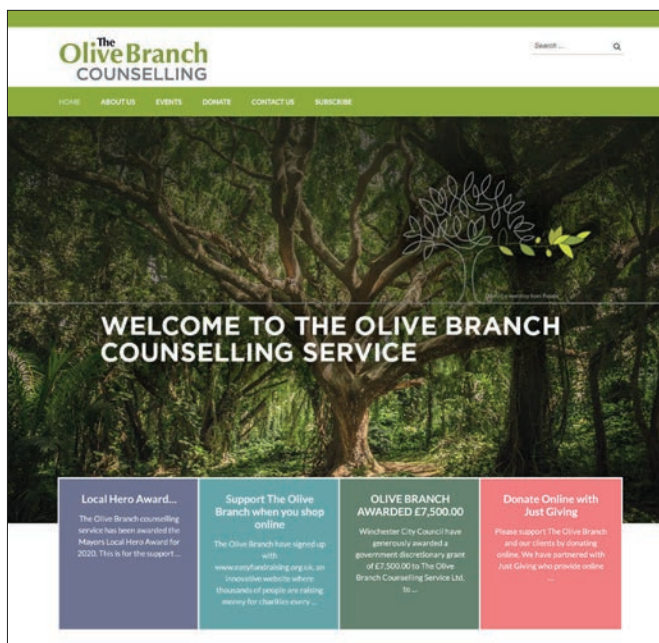 The
Olive Branch
COUNSELLING
Search ...
HOME ABOUT US EVENTS DONATE CONTACT US SUBSCRIBE
WELCOME TO THE OLIVE BRANCH
COUNSELLING SERVICE
Local Hero Award...
The Olive Branch counselling
service has been awarded the
Mayors Local Hero Award for
2020. This is for the support ...
Support The Olive
Branch when you shop
online
The Olive Branch have signed up
with
www.easyfundraising.org.uk, an
innovative website where
thousands of people are raising
money for charities every ...
OLIVE BRANCH
AWARDED £7,500.00
Winchester City Council have
generously awarded a
government discretionary grant
of £7,500.00 to The Olive
Branch Counselling Service Ltd,
to ...
Donate Online with
Just Giving
Please support The Olive Branch
and our clients by donating
online. We have partnered with
Just Giving who provide online
...